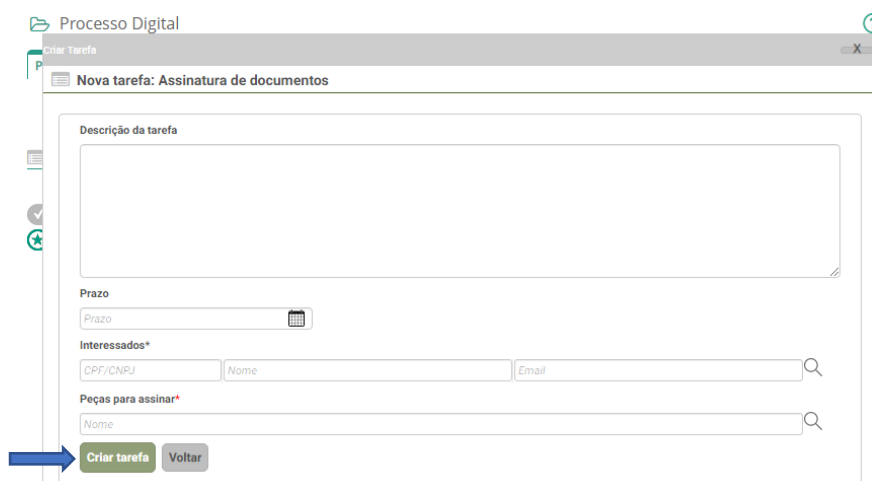 Processo Digital
Criar Tarefa
X
P
Nova tarefa: Assinatura de documentos
Descrição da tarefa
Prazo
Prazo
Interessados*
CPF/CNPJ Nome Email
Peças para assinar*
Nome
Criar tarefa Voltar